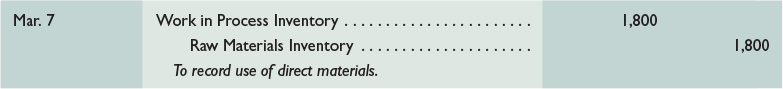 Mar. 7 Work in Process Inventory . . . . . . . . . . . . . . . . . . . . . . . 1,800
Raw Materials Inventory . . . . . . . . . . . . . . . . . . . . . 1,800
To record use of direct materials.